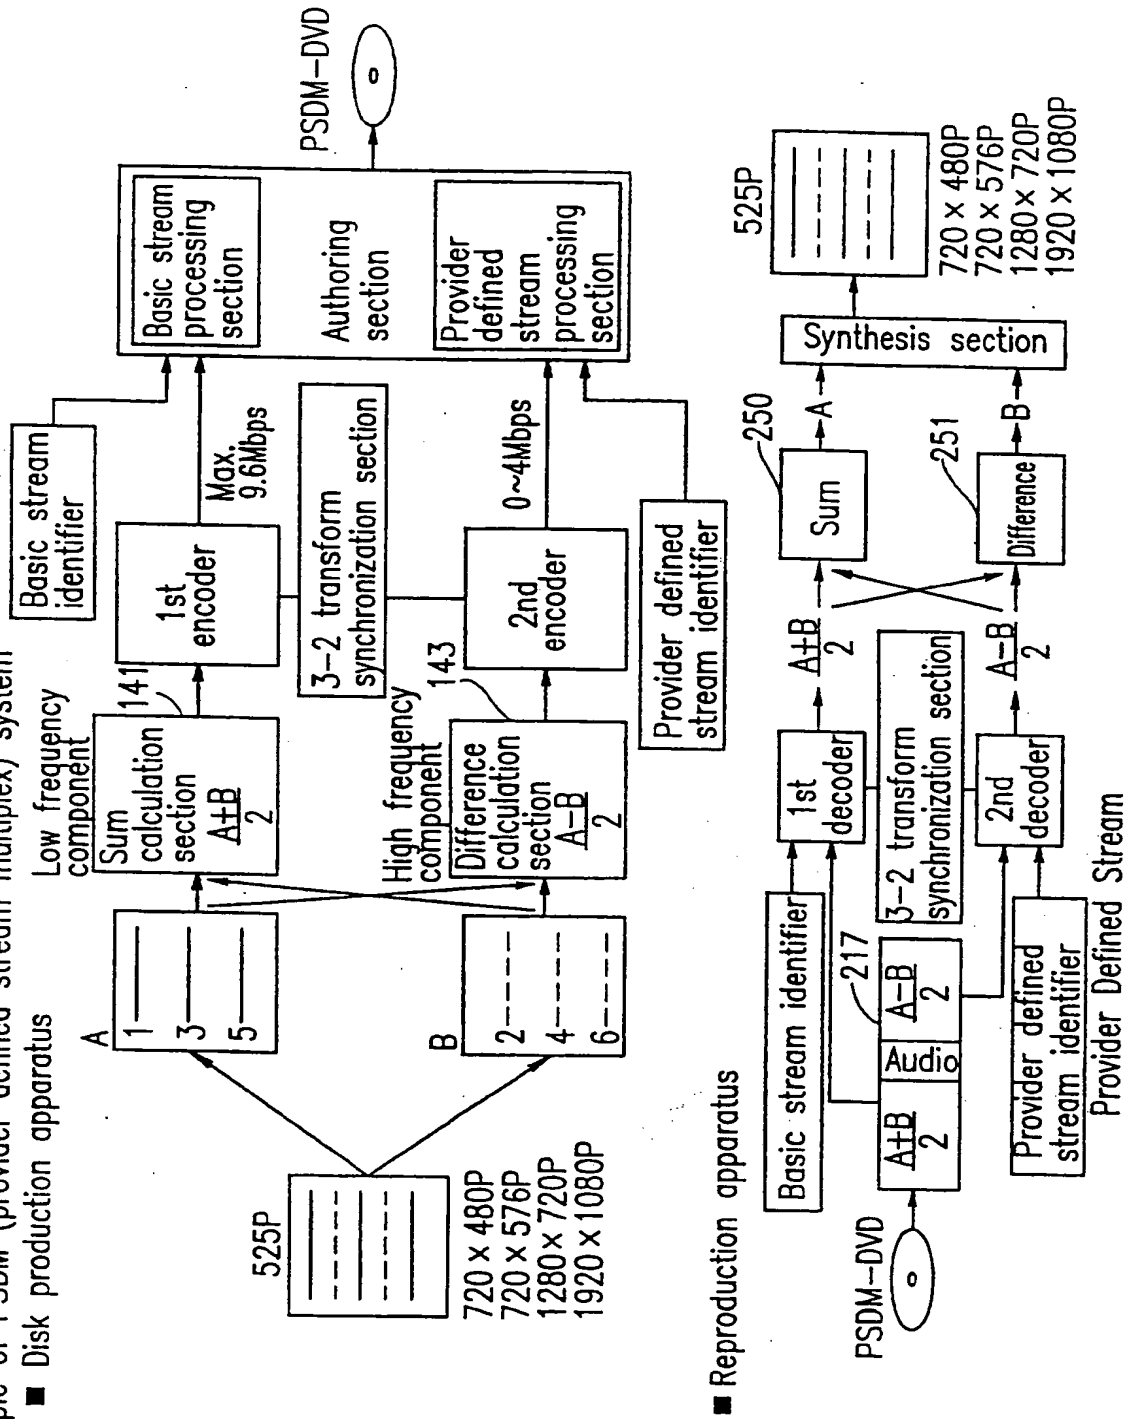 of PSDM (provider defined stream multiplex) system
■ Disk production apparatus
525P
720 × 480P
720 × 576P
1280 × 720P
1920 × 1080P
A
1
3
5
B
2
4
6
Low frequency
component
Sum
calculation
section
A+B
2
141
High frequency
component
Difference
calculation
section
A−B
2
143
Basic stream
identifier
1st
encoder
3−2 transform
synchronization section
2nd
encoder
Provider defined
stream identifier
Max.
9.6Mbps
0~4Mbps
Basic stream
processing
section
Authoring
section
Provider
defined
stream
processing
section
PSDM−DVD
■ Reproduction apparatus
PSDM−DVD
A+B
2
Audio
A−B
2
217
Basic stream identifier
Provider defined
stream identifier
Provider Defined Stream
1st
decoder
3−2 transform
synchronization section
2nd
decoder
A+B
2
A−B
2
Sum
250
Difference
251
A
B
Synthesis section
525P
720 × 480P
720 × 576P
1280 × 720P
1920 × 1080P